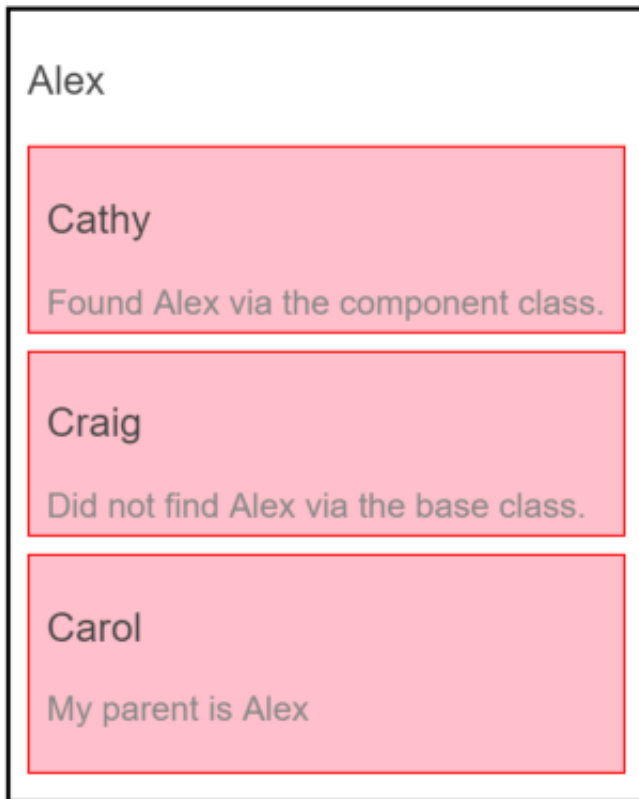 Alex
Cathy
Found Alex via the component class.
Craig
Did not find Alex via the base class.
Carol
My parent is Alex